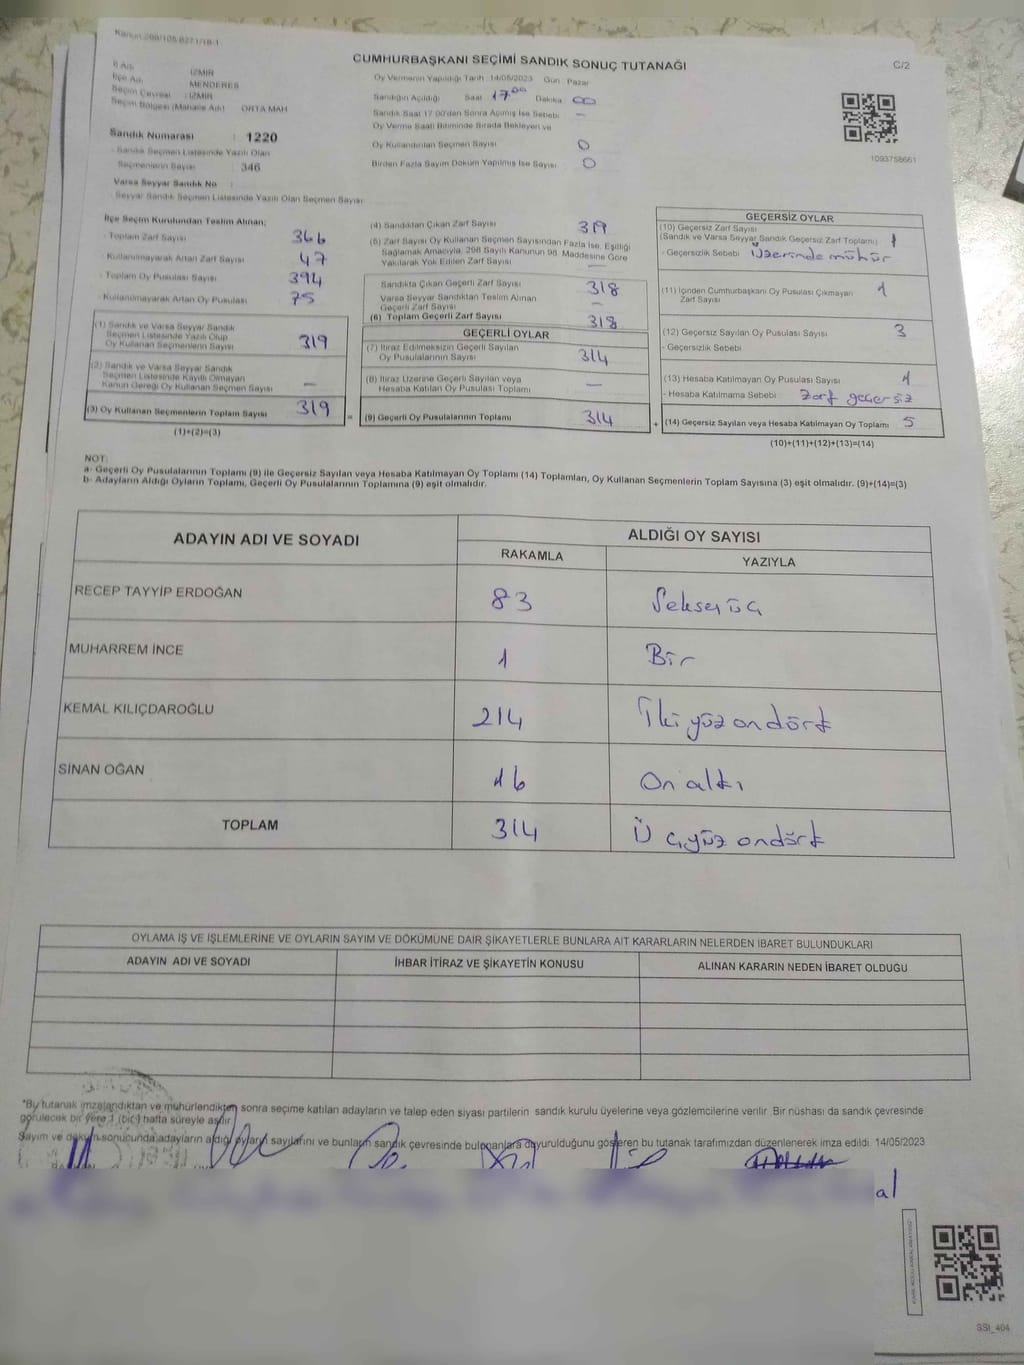 Kanun:298/105
CUMHURBAŞKANI SEÇİMİ SANDIK SONUÇ TUTANAĞI
C/2
İl Adı: İZMİR
İlçe Adı: MENDERES
Seçim Çevresi : İZMİR
Seçim Bölgesi (Mahalle Adı) ORTA MAH
Sandık Numarası : 1220
Sandık Seçmen Listesinde Yazılı Olan
Seçmenlerin Sayısı : 346
Varsa Seyyar Sandık No :
Seyyar Sandık Seçmen Listesinde Yazılı Olan Seçmen Sayısı
Oy Vermenin Yapıldığı Tarih :14/05/2023 Gün : Pazar
Sandığın Açıldığı Saat 17.00 Dakika 00
Sandık Saat 17.00'den Sonra Açılmış İse Sebebi –
Oy Verme Saati Bitiminde Sırada Bekleyen ve
Oy Kullandırılan Seçmen Sayısı 0
Birden Fazla Sayım Döküm Yapılmış İse Sayısı 0
1093758661
İlçe Seçim Kurulundan Teslim Alınan;
- Toplam Zarf Sayısı 366
- Kullanılmayarak Artan Zarf Sayısı 47
- Toplam Oy Pusulası Sayısı 394
- Kullanılmayarak Artan Oy Pusulası 75
(1) Sandık ve Varsa Seyyar Sandık
Seçmen Listesinde Yazılı Olup
Oy Kullanan Seçmenlerin Sayısı 319
(2) Sandık ve Varsa Seyyar Sandık
Seçmen Listesinde Kayıtlı Olmayan
Kanun Gereği Oy Kullanan Seçmen Sayısı –
(3) Oy Kullanan Seçmenlerin Toplam Sayısı 319
(1)+(2)=(3)
(4) Sandıktan Çıkan Zarf Sayısı 319
(5) Zarf Sayısı Oy Kullanan Seçmen Sayısından Fazla İse, Eşitliği
Sağlamak Amacıyla, 298 Sayılı Kanunun 98. Maddesine Göre
Yakılarak Yok Edilen Zarf Sayısı –
Sandıkta Çıkan Geçerli Zarf Sayısı 318
Varsa Seyyar Sandıktan Teslim Alınan
Geçerli Zarf Sayısı –
(6) Toplam Geçerli Zarf Sayısı 318
GEÇERLİ OYLAR
(7) İtiraz Edilmeksizin Geçerli Sayılan
Oy Pusulalarının Sayısı 314
(8) İtiraz Üzerine Geçerli Sayılan veya
Hesaba Katılan Oy Pusulası Toplamı –
= (9) Geçerli Oy Pusulalarının Toplamı 314
GEÇERSİZ OYLAR
(10) Geçersiz Zarf Sayısı
(Sandık ve Varsa Seyyar Sandık Geçersiz Zarf Toplamı) 1
- Geçersizlik Sebebi Üzerinde mühür
(11) İçinden Cumhurbaşkanı Oy Pusulası Çıkmayan
Zarf Sayısı 1
(12) Geçersiz Sayılan Oy Pusulası Sayısı 3
- Geçersizlik Sebebi
(13) Hesaba Katılmayan Oy Pusulası Sayısı 1
- Hesaba Katılmama Sebebi Zarf geçersiz
+ (14) Geçersiz Sayılan veya Hesaba Katılmayan Oy Toplamı 5
(10)+(11)+(12)+(13)=(14)
NOT:
a- Geçerli Oy Pusulalarının Toplamı (9) ile Geçersiz Sayılan veya Hesaba Katılmayan Oy Toplamı (14) Toplamları, Oy Kullanan Seçmenlerin Toplam Sayısına (3) eşit olmalıdır. (9)+(14)=(3)
b- Adayların Aldığı Oyların Toplamı, Geçerli Oy Pusulalarının Toplamına (9) eşit olmalıdır.
ADAYIN ADI VE SOYADI
ALDIĞI OY SAYISI
RAKAMLA YAZIYLA
RECEP TAYYİP ERDOĞAN 83 Seksen üç
MUHARREM İNCE 1 Bir
KEMAL KILIÇDAROĞLU 214 İki yüz ondört
SİNAN OĞAN 16 On altı
TOPLAM 314 Üçyüz ondört
OYLAMA İŞ VE İŞLEMLERİNE VE OYLARIN SAYIM VE DÖKÜMÜNE DAİR ŞİKAYETLERLE BUNLARA AİT KARARLARIN NELERDEN İBARET BULUNDUKLARI
ADAYIN ADI VE SOYADI İHBAR İTİRAZ VE ŞİKAYETİN KONUSU ALINAN KARARIN NEDEN İBARET OLDUĞU
*Bu tutanak imzalandıktan ve mühürlendikten sonra seçime katılan adayların ve talep eden siyasi partilerin sandık kurulu üyelerine veya gözlemcilerine verilir. Bir nüshası da sandık çevresinde
görülecek bir yere 1 (bir) hafta süreyle asılır.
Sayım ve döküm sonucunda adayların aldığı oyların sayılarını ve bunların sandık çevresinde bulunanlara duyurulduğunu gösteren bu tutanak tarafımızdan düzenlenerek imza edildi. 14/05/2023
al
SSI_404